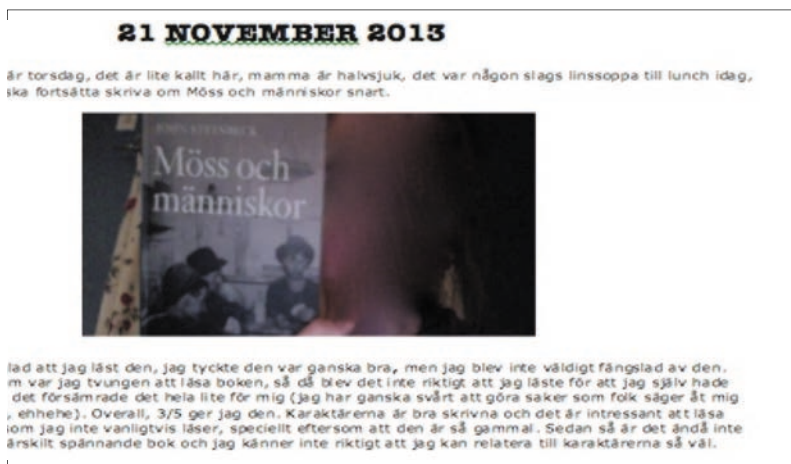 21 NOVEMBER 2013
är torsdag, det är lite kallt här, mamma är halvsjuk, det var någon slags linssoppa till lunch idag,
ska fortsätta skriva om Möss och människor snart.
JOHN STEINBECK
Möss och
människor
lad att jag läst den, jag tyckte den var ganska bra, men jag blev inte väldigt fängslad av den.
m var jag tvungen att läsa boken, så då blev det inte riktigt att jag läste för att jag själv hade
det försämrade det hela lite för mig (jag har ganska svårt att göra saker som folk säger åt mig
, ehhehe). Overall, 3/5 ger jag den. Karaktärerna är bra skrivna och det är intressant att läsa
som jag inte vanligtvis läser, speciellt eftersom att den är så gammal. Sedan så är det ändå inte
ärskilt spännande bok och jag känner inte riktigt att jag kan relatera till karaktärerna så väl.